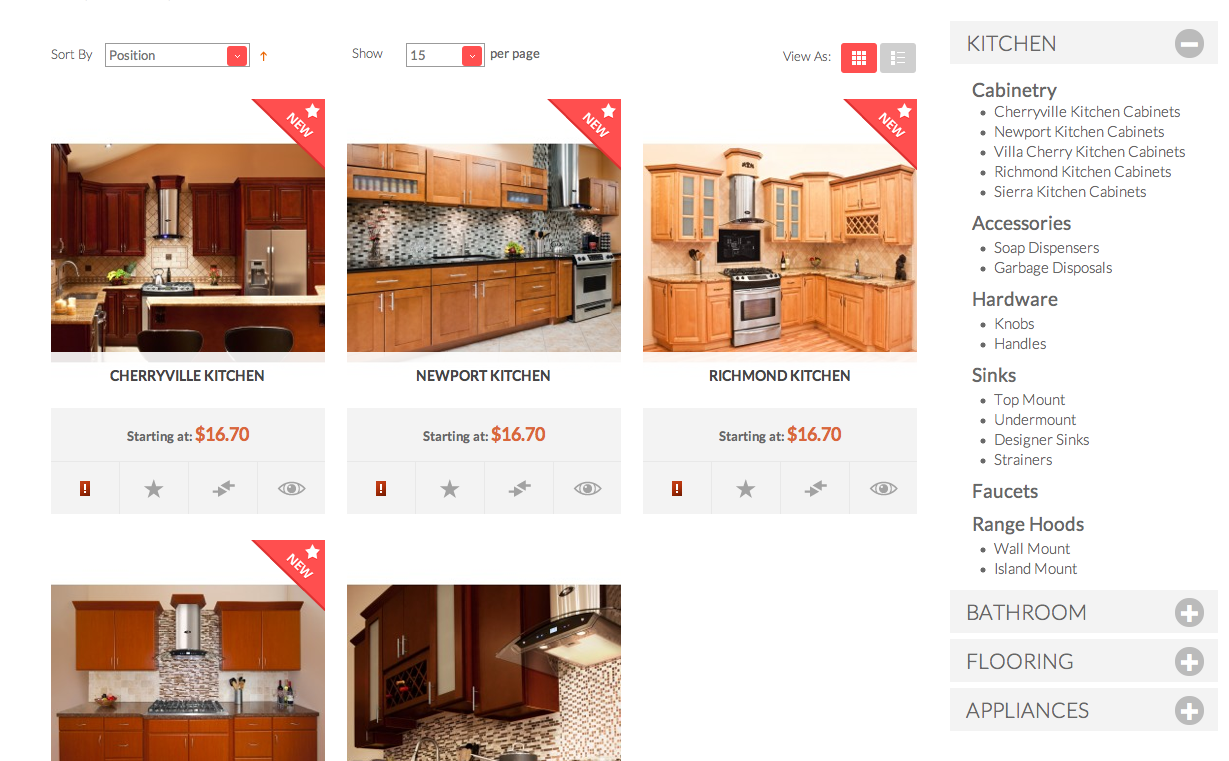 Sort By Position
Show 15 per page
View As:
NEW
NEW
NEW
CHERRYVILLE KITCHEN
NEWPORT KITCHEN
RICHMOND KITCHEN
Starting at: $16.70
Starting at: $16.70
Starting at: $16.70
NEW
KITCHEN
Cabinetry
Cherryville Kitchen Cabinets
Newport Kitchen Cabinets
Villa Cherry Kitchen Cabinets
Richmond Kitchen Cabinets
Sierra Kitchen Cabinets
Accessories
Soap Dispensers
Garbage Disposals
Hardware
Knobs
Handles
Sinks
Top Mount
Undermount
Designer Sinks
Strainers
Faucets
Range Hoods
Wall Mount
Island Mount
BATHROOM
FLOORING
APPLIANCES